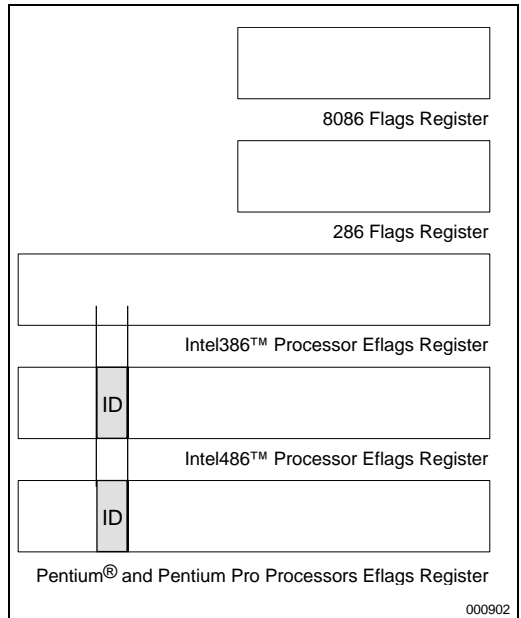 8086 Flags Register
286 Flags Register
Intel386™ Processor Eflags Register
ID
Intel486™ Processor Eflags Register
ID
Pentium® and Pentium Pro Processors Eflags Register
000902